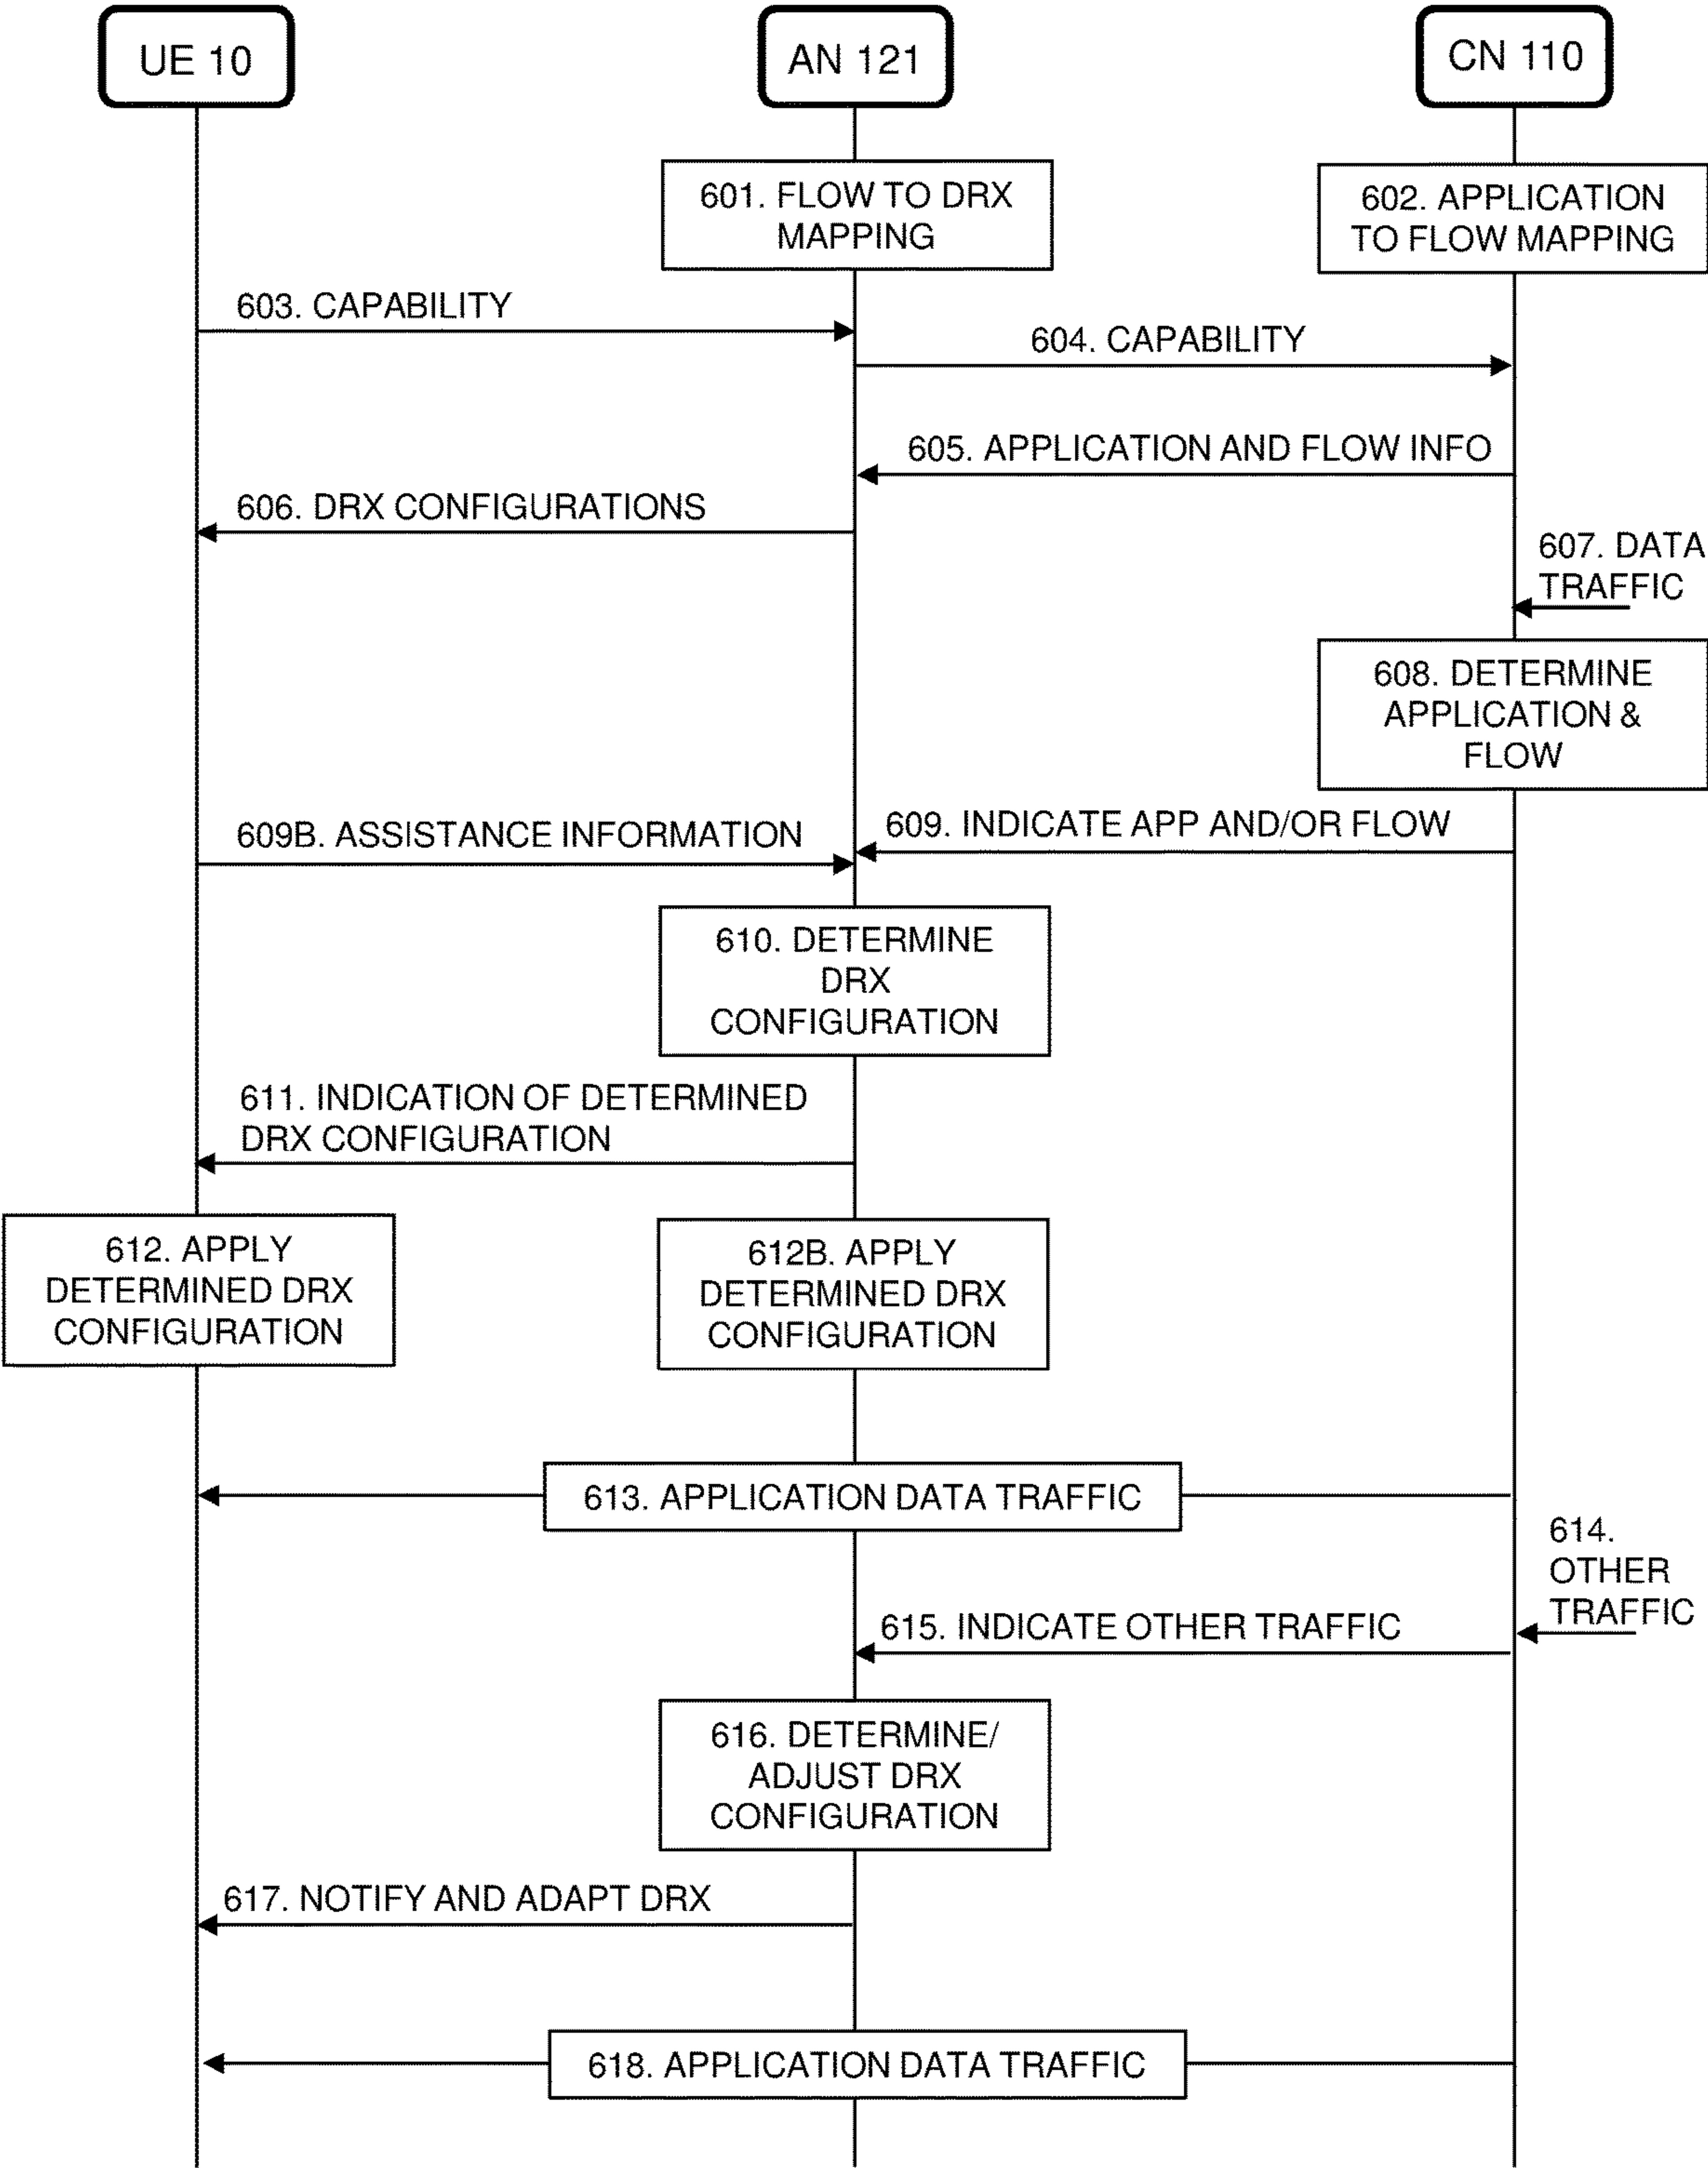 UE 10
AN 121
CN 110
601. FLOW TO DRX
MAPPING
602. APPLICATION
TO FLOW MAPPING
603. CAPABILITY
604. CAPABILITY
605. APPLICATION AND FLOW INFO
606. DRX CONFIGURATIONS
607. DATA
TRAFFIC
608. DETERMINE
APPLICATION &
FLOW
609B. ASSISTANCE INFORMATION
609. INDICATE APP AND/OR FLOW
610. DETERMINE
DRX
CONFIGURATION
611. INDICATION OF DETERMINED
DRX CONFIGURATION
612. APPLY
DETERMINED DRX
CONFIGURATION
612B. APPLY
DETERMINED DRX
CONFIGURATION
613. APPLICATION DATA TRAFFIC
614.
OTHER
TRAFFIC
615. INDICATE OTHER TRAFFIC
616. DETERMINE/
ADJUST DRX
CONFIGURATION
617. NOTIFY AND ADAPT DRX
618. APPLICATION DATA TRAFFIC